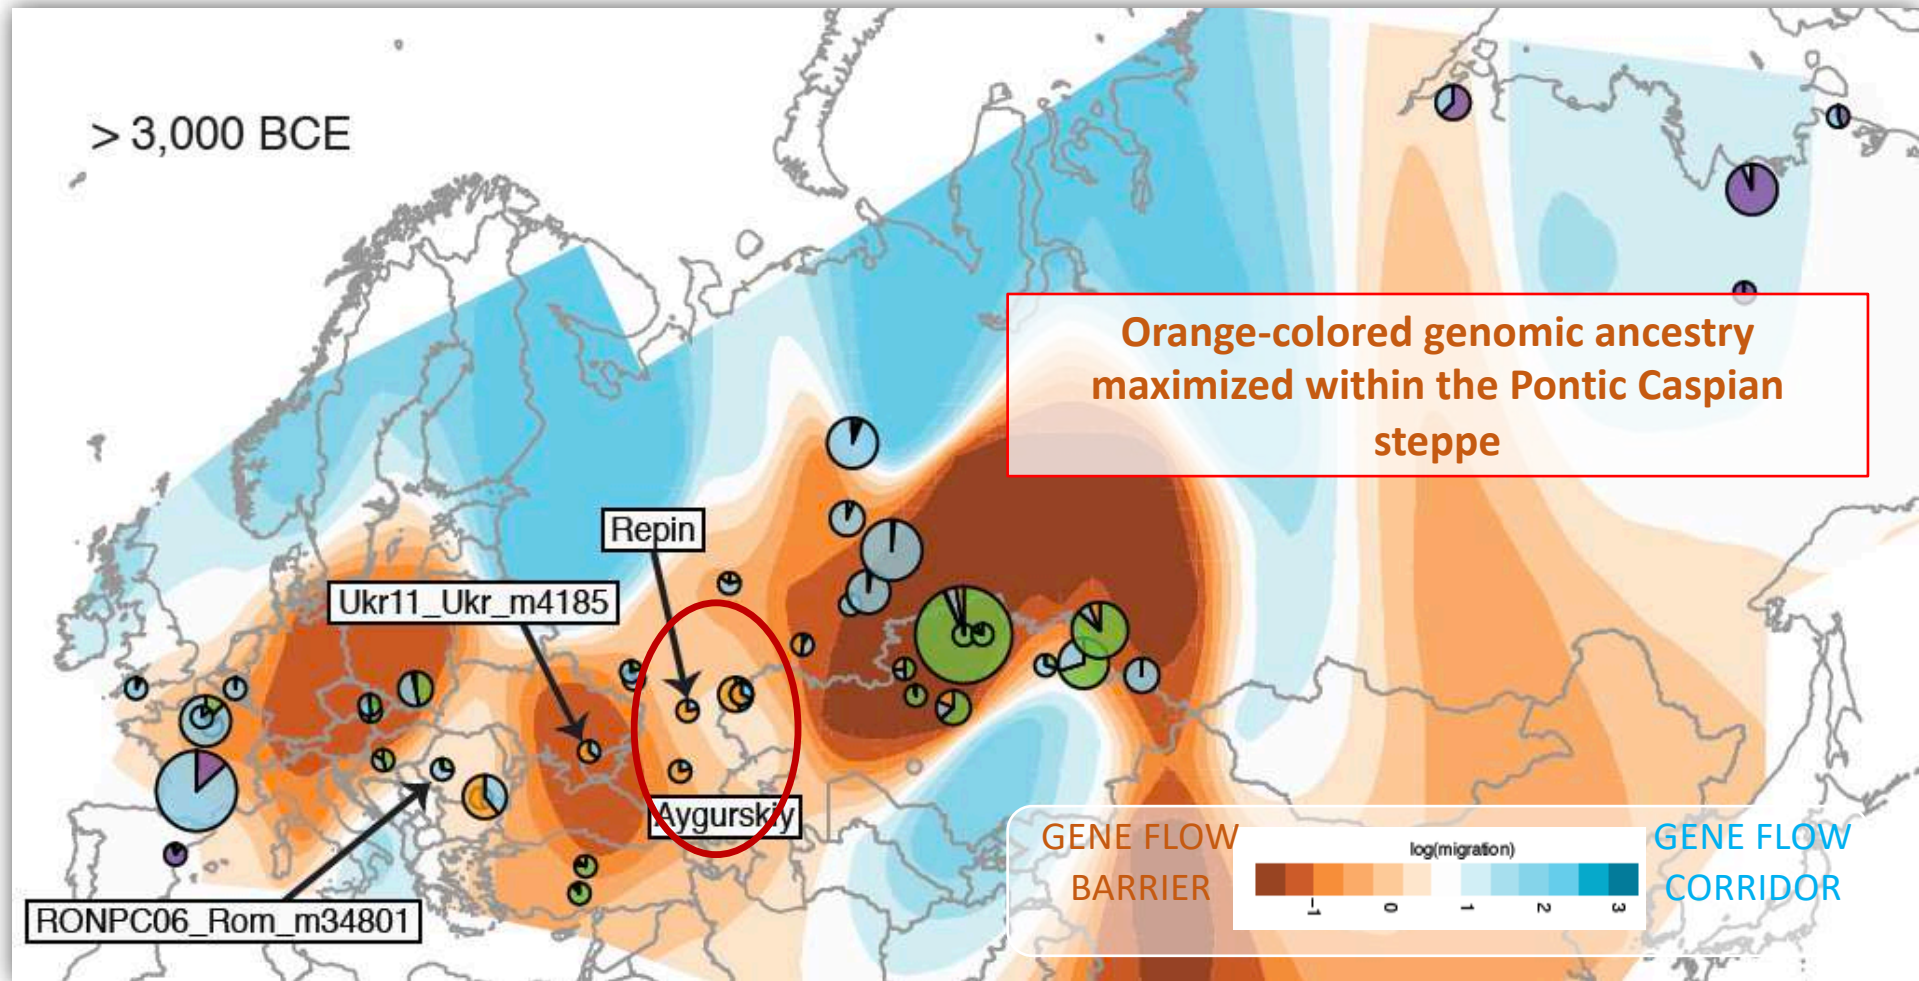 > 3,000 BCE
Orange-colored genomic ancestry
maximized within the Pontic Caspian
steppe
Repin
Ukr11_Ukr_m4185
Aygurskiy
RONPC06_Rom_m34801
GENE FLOW
BARRIER
log(migration)
-1 0 1 2 3
GENE FLOW
CORRIDOR